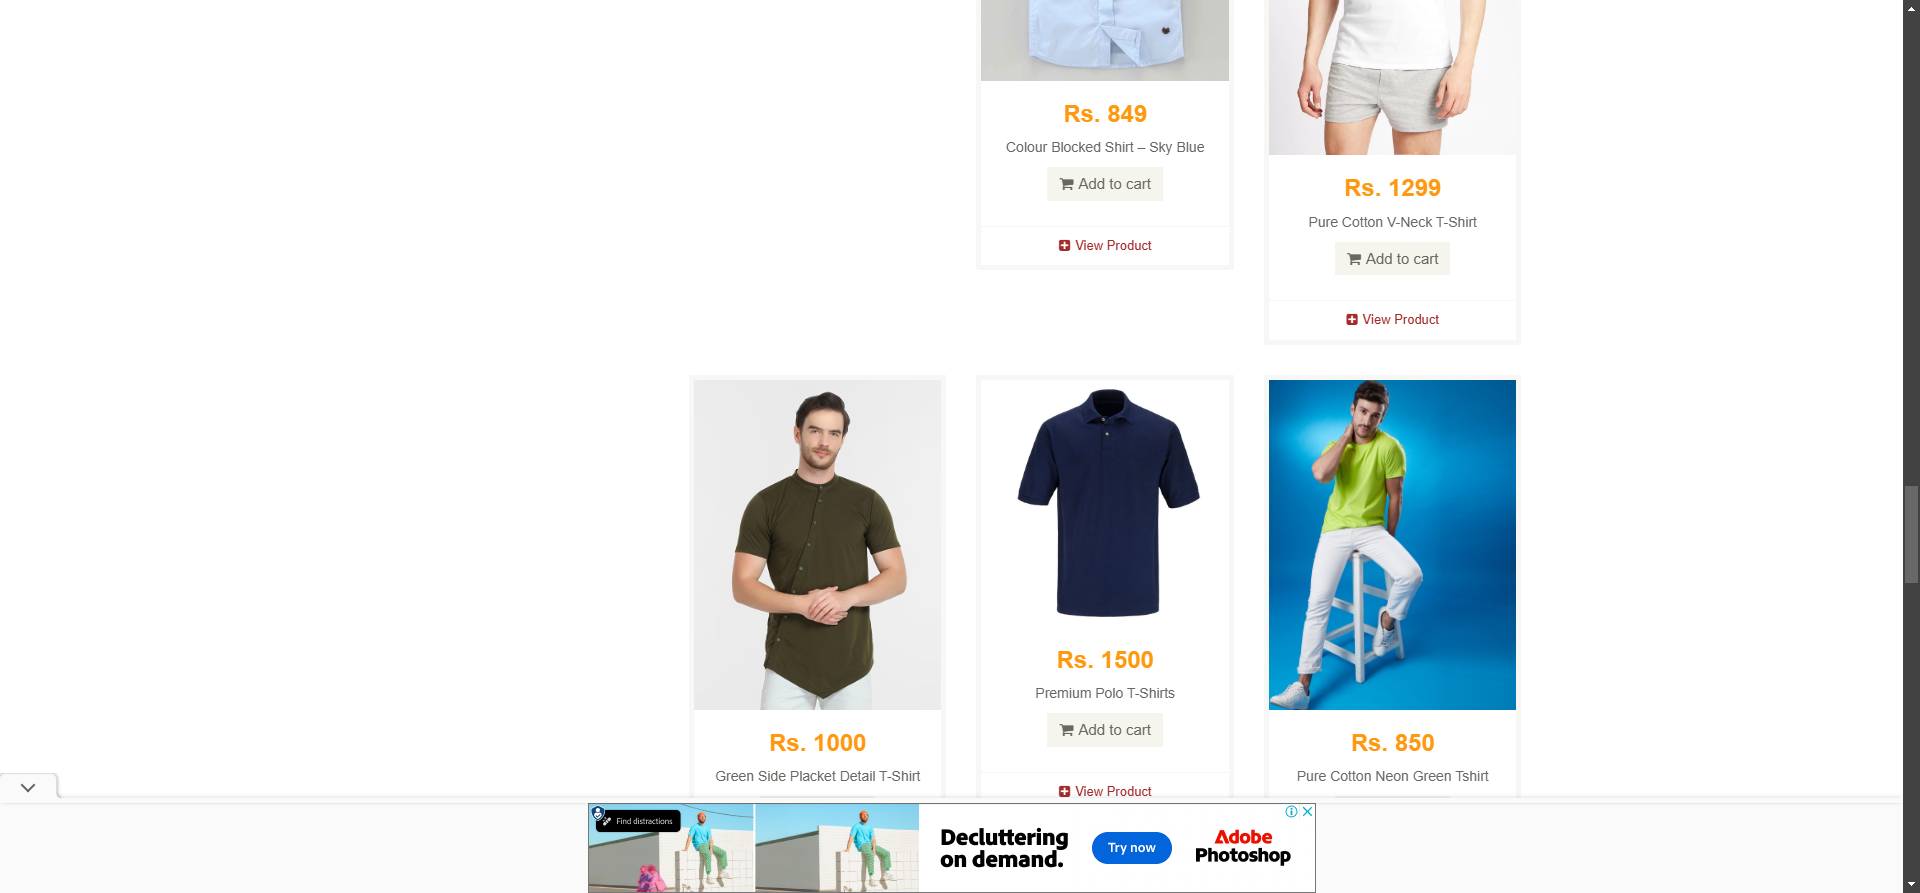 Rs. 849
Colour Blocked Shirt – Sky Blue
Add to cart
View Product
Rs. 1299
Pure Cotton V-Neck T-Shirt
Add to cart
View Product
Rs. 1000
Green Side Placket Detail T-Shirt
Rs. 1500
Premium Polo T-Shirts
Add to cart
View Product
Rs. 850
Pure Cotton Neon Green Tshirt
Find distractions
Decluttering
on demand.
Try now
Adobe
Photoshop